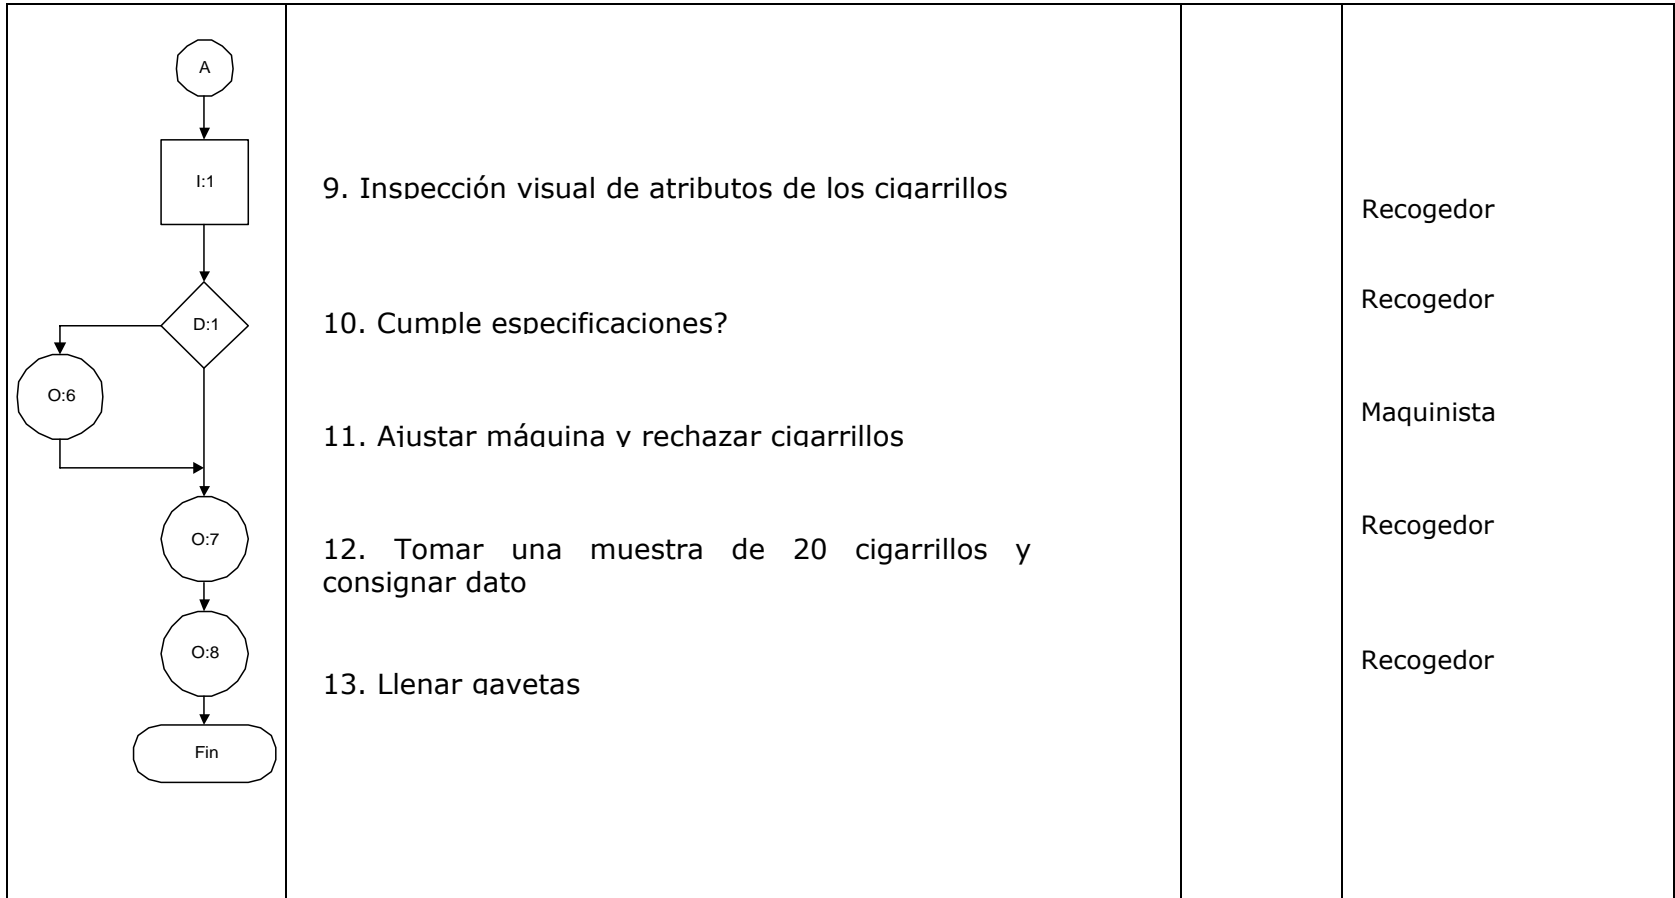 A
I:1
9. Inspección visual de atributos de los cigarrillos
Recogedor
D:1
10. Cumple especificaciones?
Recogedor
O:6
11. Ajustar máquina y rechazar cigarrillos
Maquinista
O:7
12. Tomar una muestra de 20 cigarrillos y
consignar dato
Recogedor
O:8
13. Llenar gavetas
Recogedor
Fin